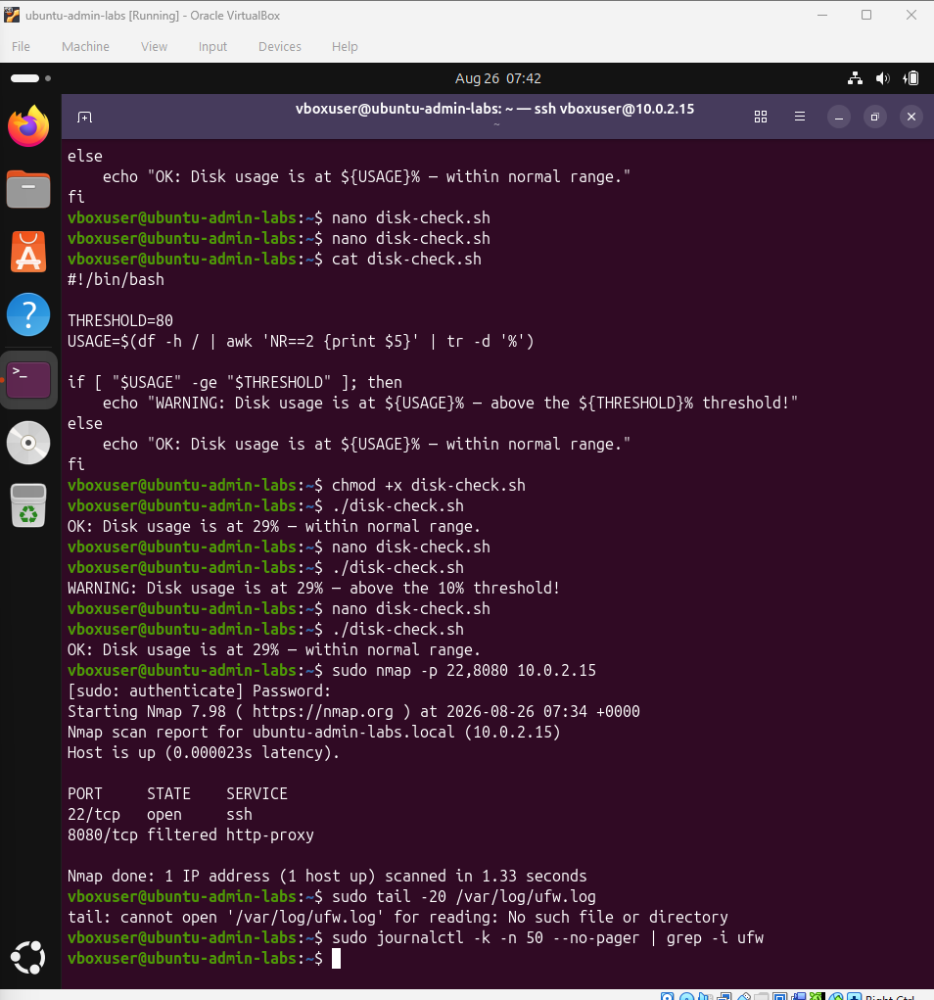 ubuntu-admin-labs [Running] - Oracle VirtualBox
File Machine View Input Devices Help
Aug 26 07:42
vboxuser@ubuntu-admin-labs: ~ — ssh vboxuser@10.0.2.15
~
else
    echo "OK: Disk usage is at ${USAGE}% — within normal range."
fi
vboxuser@ubuntu-admin-labs:~$ nano disk-check.sh
vboxuser@ubuntu-admin-labs:~$ nano disk-check.sh
vboxuser@ubuntu-admin-labs:~$ cat disk-check.sh
#!/bin/bash

THRESHOLD=80
USAGE=$(df -h / | awk 'NR==2 {print $5}' | tr -d '%')

if [ "$USAGE" -ge "$THRESHOLD" ]; then
    echo "WARNING: Disk usage is at ${USAGE}% — above the ${THRESHOLD}% threshold!"
else
    echo "OK: Disk usage is at ${USAGE}% — within normal range."
fi
vboxuser@ubuntu-admin-labs:~$ chmod +x disk-check.sh
vboxuser@ubuntu-admin-labs:~$ ./disk-check.sh
OK: Disk usage is at 29% — within normal range.
vboxuser@ubuntu-admin-labs:~$ nano disk-check.sh
vboxuser@ubuntu-admin-labs:~$ ./disk-check.sh
WARNING: Disk usage is at 29% — above the 10% threshold!
vboxuser@ubuntu-admin-labs:~$ nano disk-check.sh
vboxuser@ubuntu-admin-labs:~$ ./disk-check.sh
OK: Disk usage is at 29% — within normal range.
vboxuser@ubuntu-admin-labs:~$ sudo nmap -p 22,8080 10.0.2.15
[sudo: authenticate] Password:
Starting Nmap 7.98 ( https://nmap.org ) at 2026-08-26 07:34 +0000
Nmap scan report for ubuntu-admin-labs.local (10.0.2.15)
Host is up (0.000023s latency).

PORT     STATE    SERVICE
22/tcp   open     ssh
8080/tcp filtered http-proxy

Nmap done: 1 IP address (1 host up) scanned in 1.33 seconds
vboxuser@ubuntu-admin-labs:~$ sudo tail -20 /var/log/ufw.log
tail: cannot open '/var/log/ufw.log' for reading: No such file or directory
vboxuser@ubuntu-admin-labs:~$ sudo journalctl -k -n 50 --no-pager | grep -i ufw
vboxuser@ubuntu-admin-labs:~$
Right Ctrl